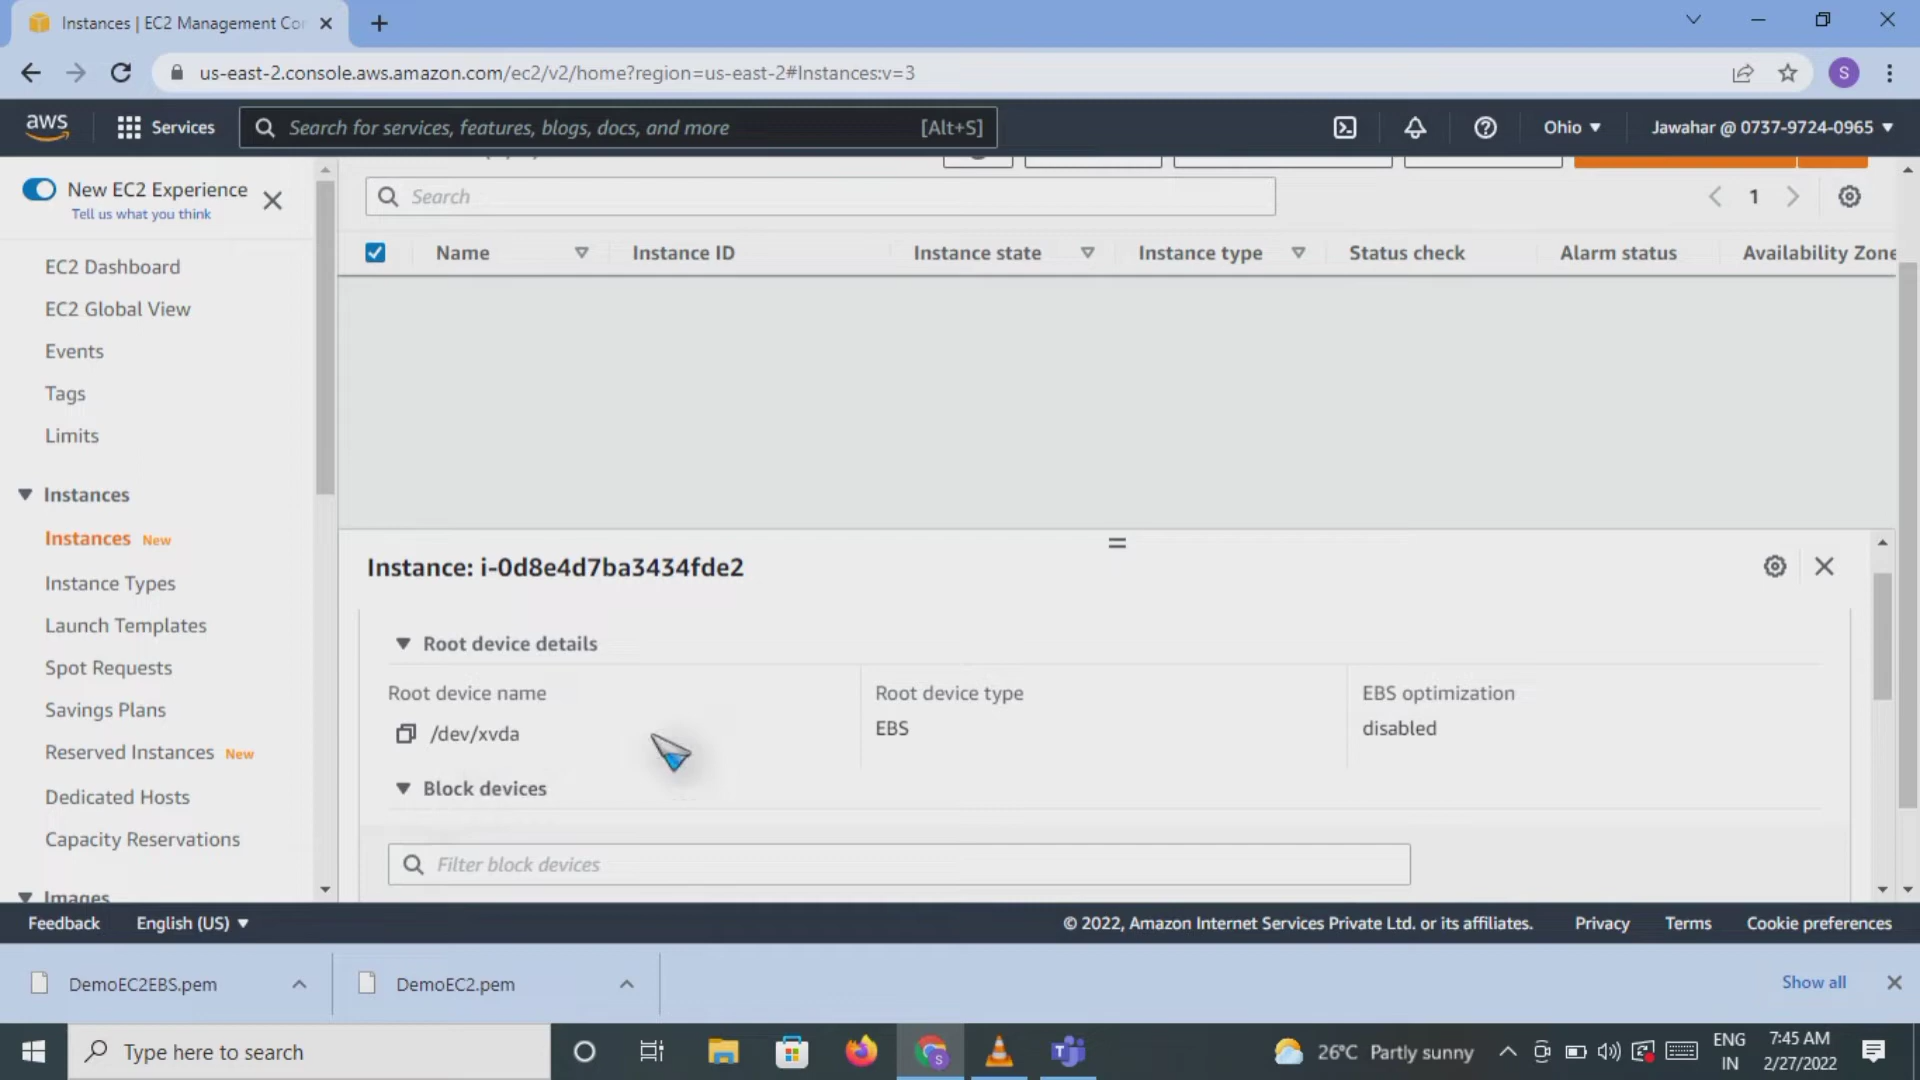 Instances | EC2 Management Co
us-east-2.console.aws.amazon.com/ec2/v2/home?region=us-east-2#Instances:v=3
S
aws
Services
Search for services, features, blogs, docs, and more
[Alt+S]
Ohio
Jawahar @ 0737-9724-0965
New EC2 Experience
Tell us what you think
EC2 Dashboard
EC2 Global View
Events
Tags
Limits
Instances
Instances New
Instance Types
Launch Templates
Spot Requests
Savings Plans
Reserved Instances New
Dedicated Hosts
Capacity Reservations
Images
Search
1
Name Instance ID Instance state Instance type Status check Alarm status Availability Zone
Instance: i-0d8e4d7ba3434fde2
Root device details
Root device name Root device type EBS optimization
/dev/xvda EBS disabled
Block devices
Filter block devices
Feedback English (US) © 2022, Amazon Internet Services Private Ltd. or its affiliates. Privacy Terms Cookie preferences
DemoEC2EBS.pem DemoEC2.pem Show all
Type here to search
26°C Partly sunny
ENG
IN
7:45 AM
2/27/2022